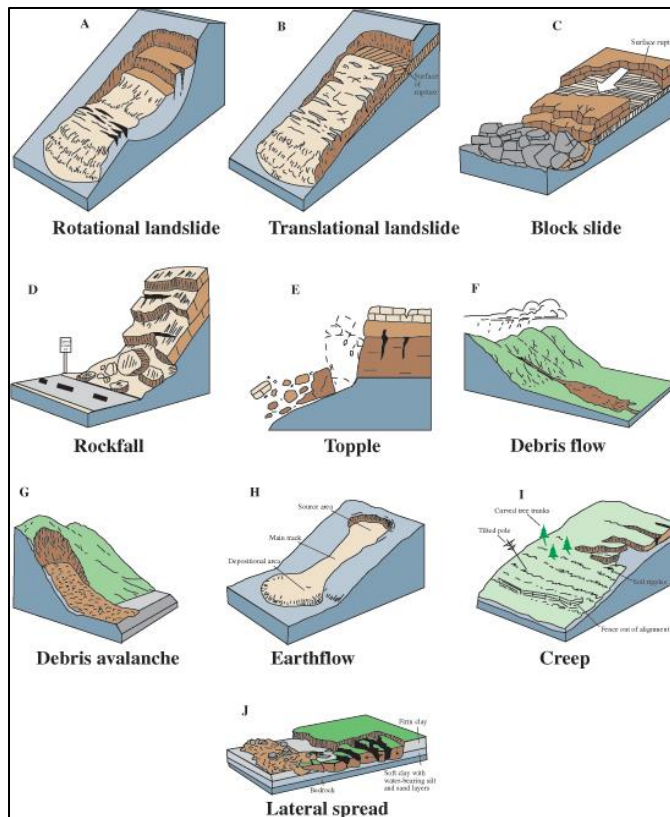 A
Rotational landslide
B
Surface
of
rupture
Translational landslide
C
Surface rupt
Block slide
D
Rockfall
E
Topple
F
Debris flow
G
Debris avalanche
H
Source area
Main track
Depositional area
Earthflow
I
Curved tree trunks
Tilted pole
Soil ripples
Fence out of alignment
Creep
J
Firm clay
Soft clay with
water-bearing silt
and sand layers
Bedrock
Lateral spread